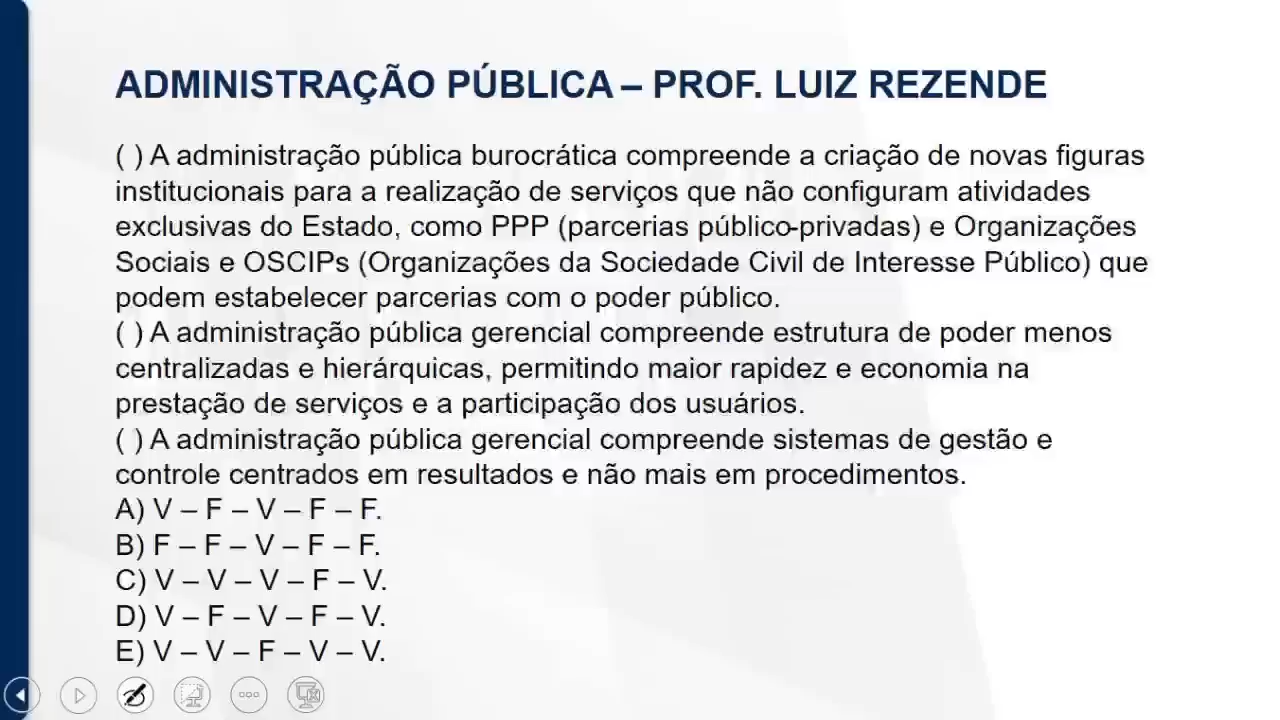 ADMINISTRAÇÃO PÚBLICA – PROF. LUIZ REZENDE
( ) A administração pública burocrática compreende a criação de novas figuras
institucionais para a realização de serviços que não configuram atividades
exclusivas do Estado, como PPP (parcerias público-privadas) e Organizações
Sociais e OSCIPs (Organizações da Sociedade Civil de Interesse Público) que
podem estabelecer parcerias com o poder público.
( ) A administração pública gerencial compreende estrutura de poder menos
centralizadas e hierárquicas, permitindo maior rapidez e economia na
prestação de serviços e a participação dos usuários.
( ) A administração pública gerencial compreende sistemas de gestão e
controle centrados em resultados e não mais em procedimentos.
A) V – F – V – F – F.
B) F – F – V – F – F.
C) V – V – V – F – V.
D) V – F – V – F – V.
E) V – V – F – V – V.